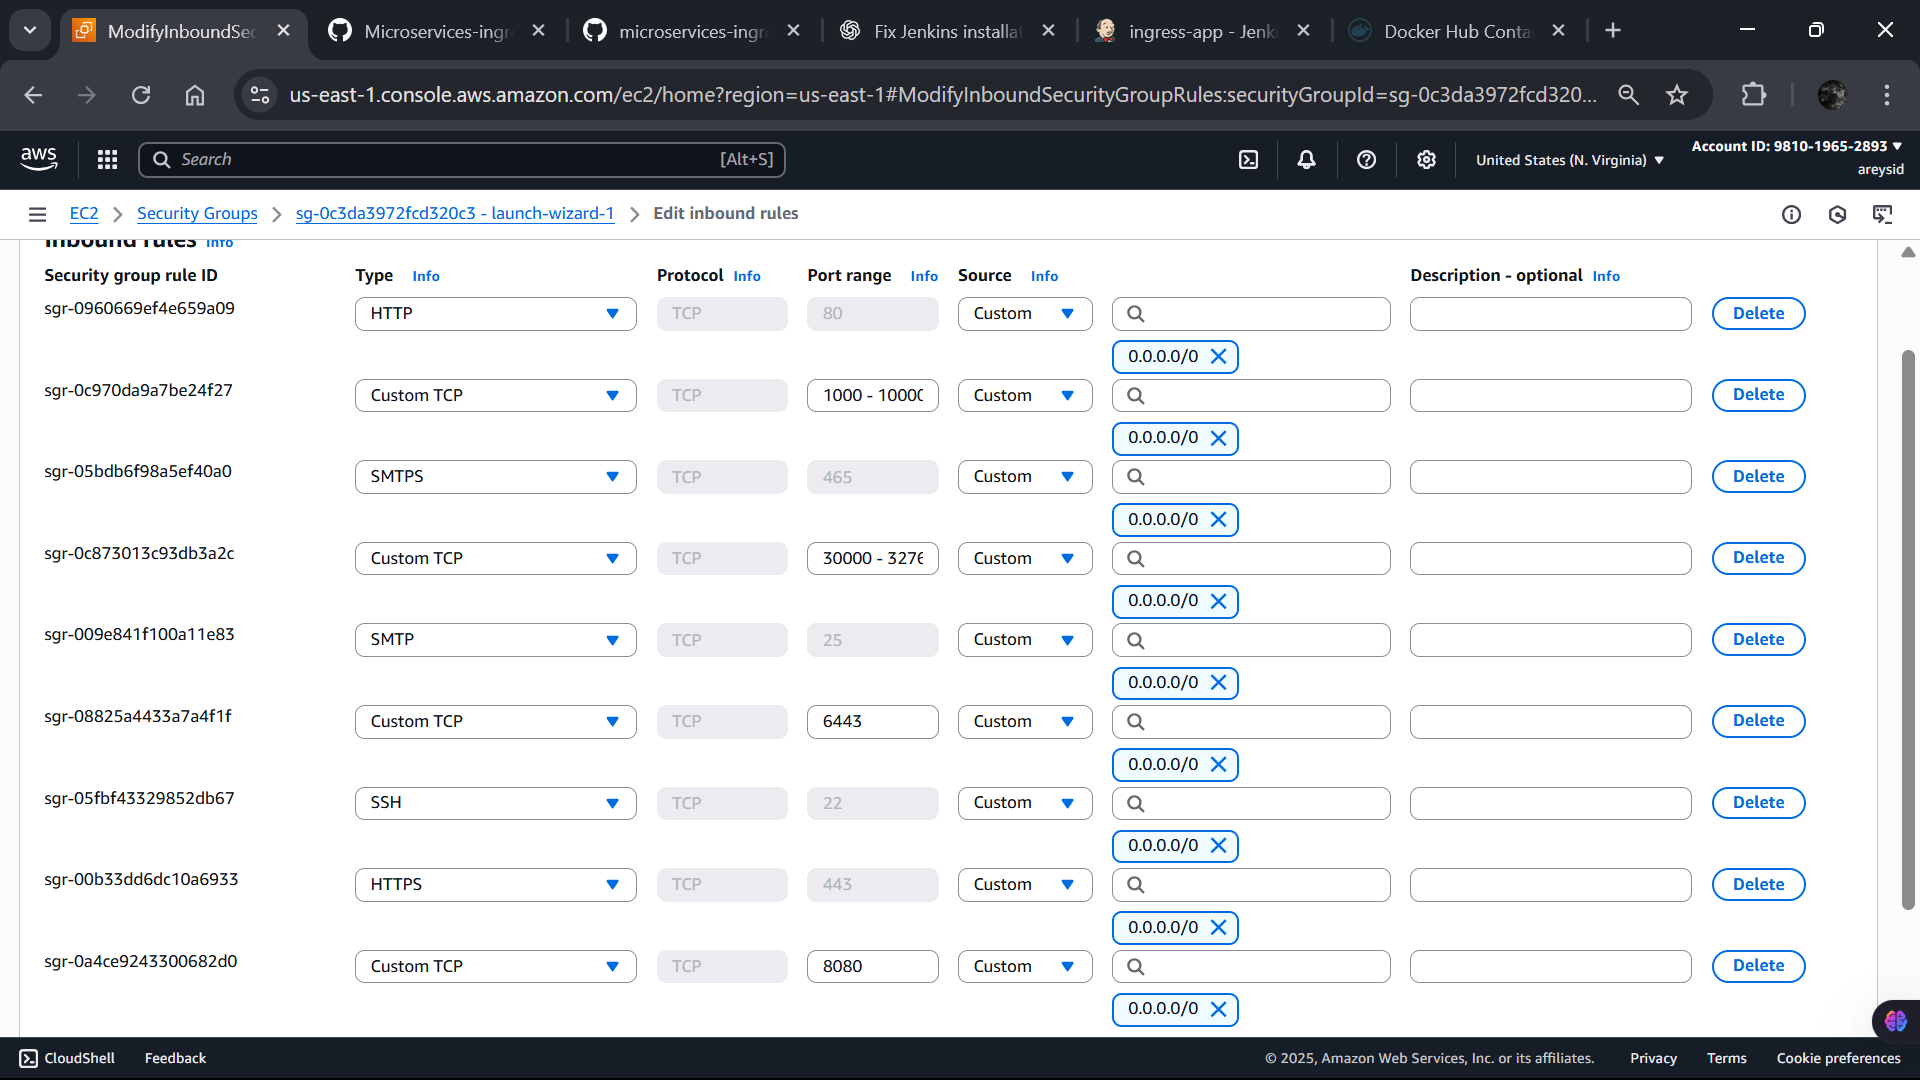 ModifyInboundSec
Microservices-ingr
microservices-ingr
Fix Jenkins installat
ingress-app - Jenki
Docker Hub Conta
us-east-1.console.aws.amazon.com/ec2/home?region=us-east-1#ModifyInboundSecurityGroupRules:securityGroupId=sg-0c3da3972fcd320...
aws
Search [Alt+S]
United States (N. Virginia)
Account ID: 9810-1965-2893
areysid
EC2 Security Groups sg-0c3da3972fcd320c3 - launch-wizard-1 Edit inbound rules
Inbound rules Info
Security group rule ID Type Info Protocol Info Port range Info Source Info Description - optional Info
sgr-0960669ef4e659a09 HTTP TCP 80 Custom Delete
0.0.0.0/0
sgr-0c970da9a7be24f27 Custom TCP TCP 1000 - 10000 Custom Delete
0.0.0.0/0
sgr-05bdb6f98a5ef40a0 SMTPS TCP 465 Custom Delete
0.0.0.0/0
sgr-0c873013c93db3a2c Custom TCP TCP 30000 - 3276 Custom Delete
0.0.0.0/0
sgr-009e841f100a11e83 SMTP TCP 25 Custom Delete
0.0.0.0/0
sgr-08825a4433a7a4f1f Custom TCP TCP 6443 Custom Delete
0.0.0.0/0
sgr-05fbf43329852db67 SSH TCP 22 Custom Delete
0.0.0.0/0
sgr-00b33dd6dc10a6933 HTTPS TCP 443 Custom Delete
0.0.0.0/0
sgr-0a4ce9243300682d0 Custom TCP TCP 8080 Custom Delete
0.0.0.0/0
CloudShell Feedback © 2025, Amazon Web Services, Inc. or its affiliates. Privacy Terms Cookie preferences